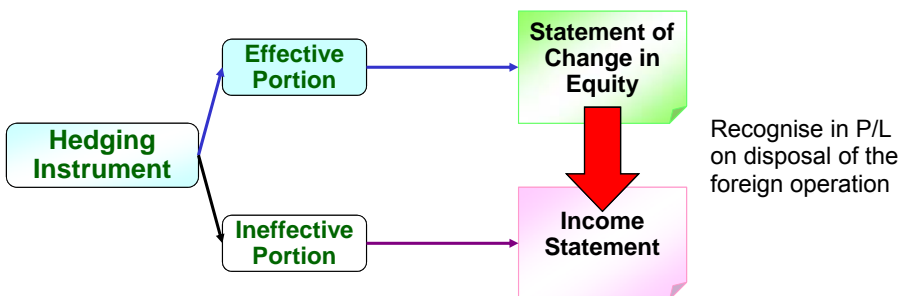 Effective
Portion
Statement of
Change in
Equity
Hedging
Instrument
Recognise in P/L
on disposal of the
foreign operation
Ineffective
Portion
Income
Statement